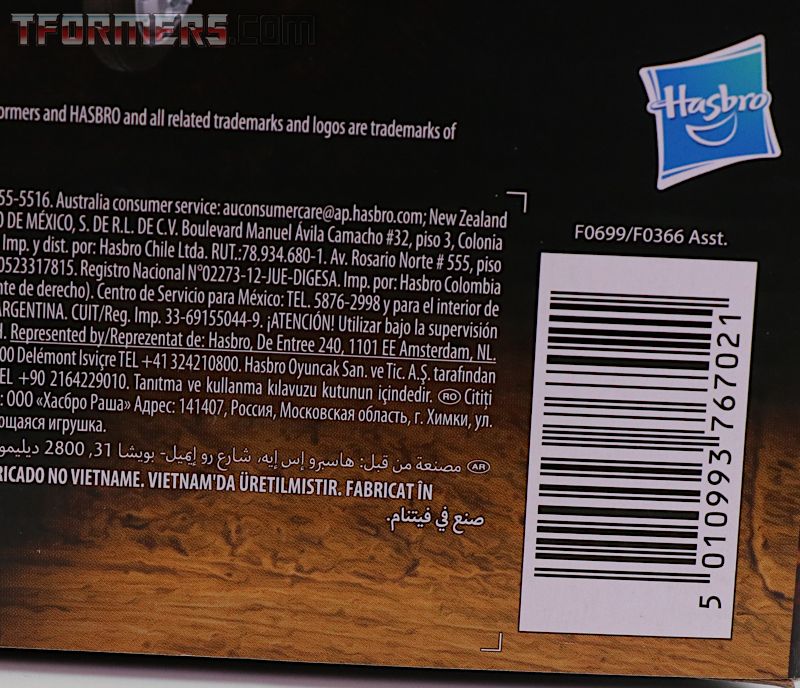 TFORMERS.com
Hasbro
ormers and HASBRO and all related trademarks and logos are trademarks of
55-5516. Australia consumer service: auconsumercare@ap.hasbro.com; New Zealand
O DE MÉXICO, S. DE R.L. DE C.V. Boulevard Manuel Ávila Camacho #32, piso 3, Colonia
Imp. y dist. por: Hasbro Chile Ltda. RUT.:78.934.680-1. Av. Rosario Norte # 555, piso
0523317815. Registro Nacional N°02273-12-JUE-DIGESA. Imp. por: Hasbro Colombia
nte de derecho). Centro de Servicio para México: TEL. 5876-2998 y para el interior de
ARGENTINA. CUIT/Reg. Imp. 33-69155044-9. ¡ATENCIÓN! Utilizar bajo la supervisión
H. Represented by/Reprezentat de: Hasbro, De Entree 240, 1101 EE Amsterdam, NL.
00 Delémont Isviçre TEL +41 324210800. Hasbro Oyuncak San. ve Tic. A.Ş. tarafından
EL +90 2164229010. Tanıtma ve kullanma kılavuzu kutunun içindedir. RO Citiți
: ООО «Хасбро Раша» Адрес: 141407, Россия, Московская область, г. Химки, ул.
ющаяся игрушка.
AR مصنعة من قبل: هاسبرو إس إيه، شارع رو إيميل- بويشا 31, 2800 ديليمو
RICADO NO VIETNAME. VIETNAM'DA ÜRETILMISTIR. FABRICAT ÎN
صنع في فيتنام.
F0699/F0366 Asst.
5 010993 767021